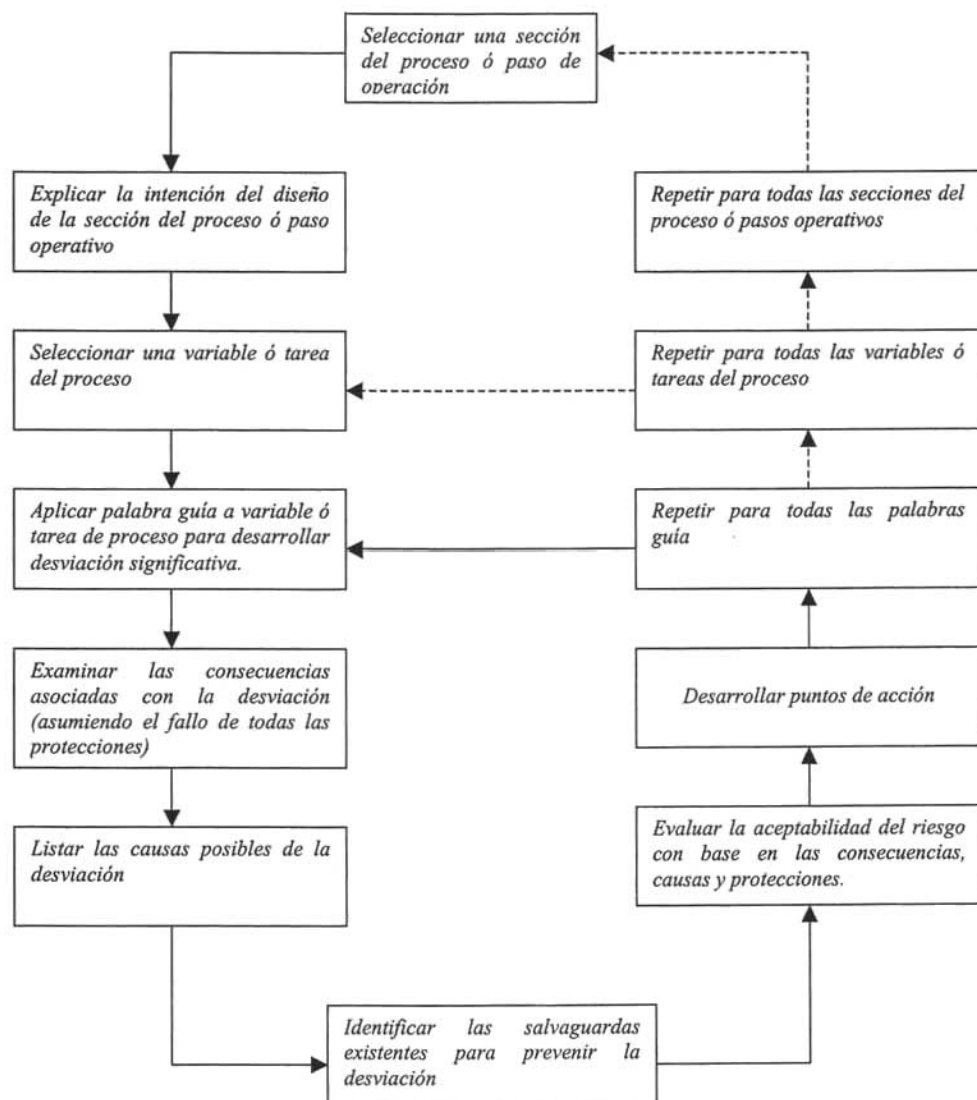 Seleccionar una sección
del proceso ó paso de
operación
Explicar la intención del diseño
de la sección del proceso ó paso
operativo
Repetir para todas las secciones del
proceso ó pasos operativos
Seleccionar una variable ó tarea
del proceso
Repetir para todas las variables ó
tareas del proceso
Aplicar palabra guía a variable ó
tarea de proceso para desarrollar
desviación significativa.
Repetir para todas las palabras
guía
Examinar las consecuencias
asociadas con la desviación
(asumiendo el fallo de todas las
protecciones)
Desarrollar puntos de acción
Listar las causas posibles de la
desviación
Evaluar la aceptabilidad del riesgo
con base en las consecuencias,
causas y protecciones.
Identificar las salvaguardas
existentes para prevenir la
desviación